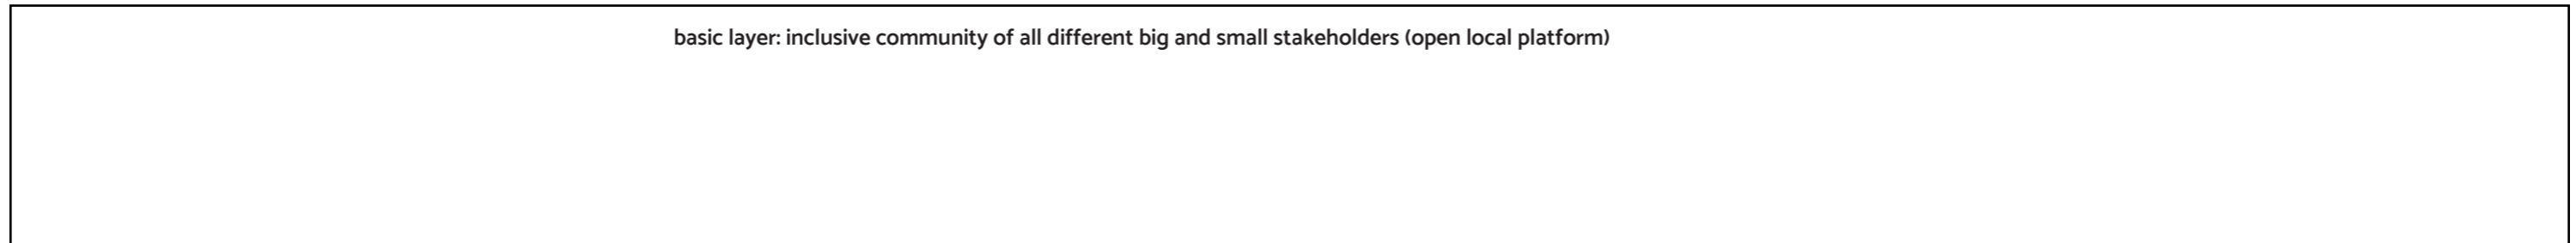 basic layer: inclusive community of all different big and small stakeholders (open local platform)